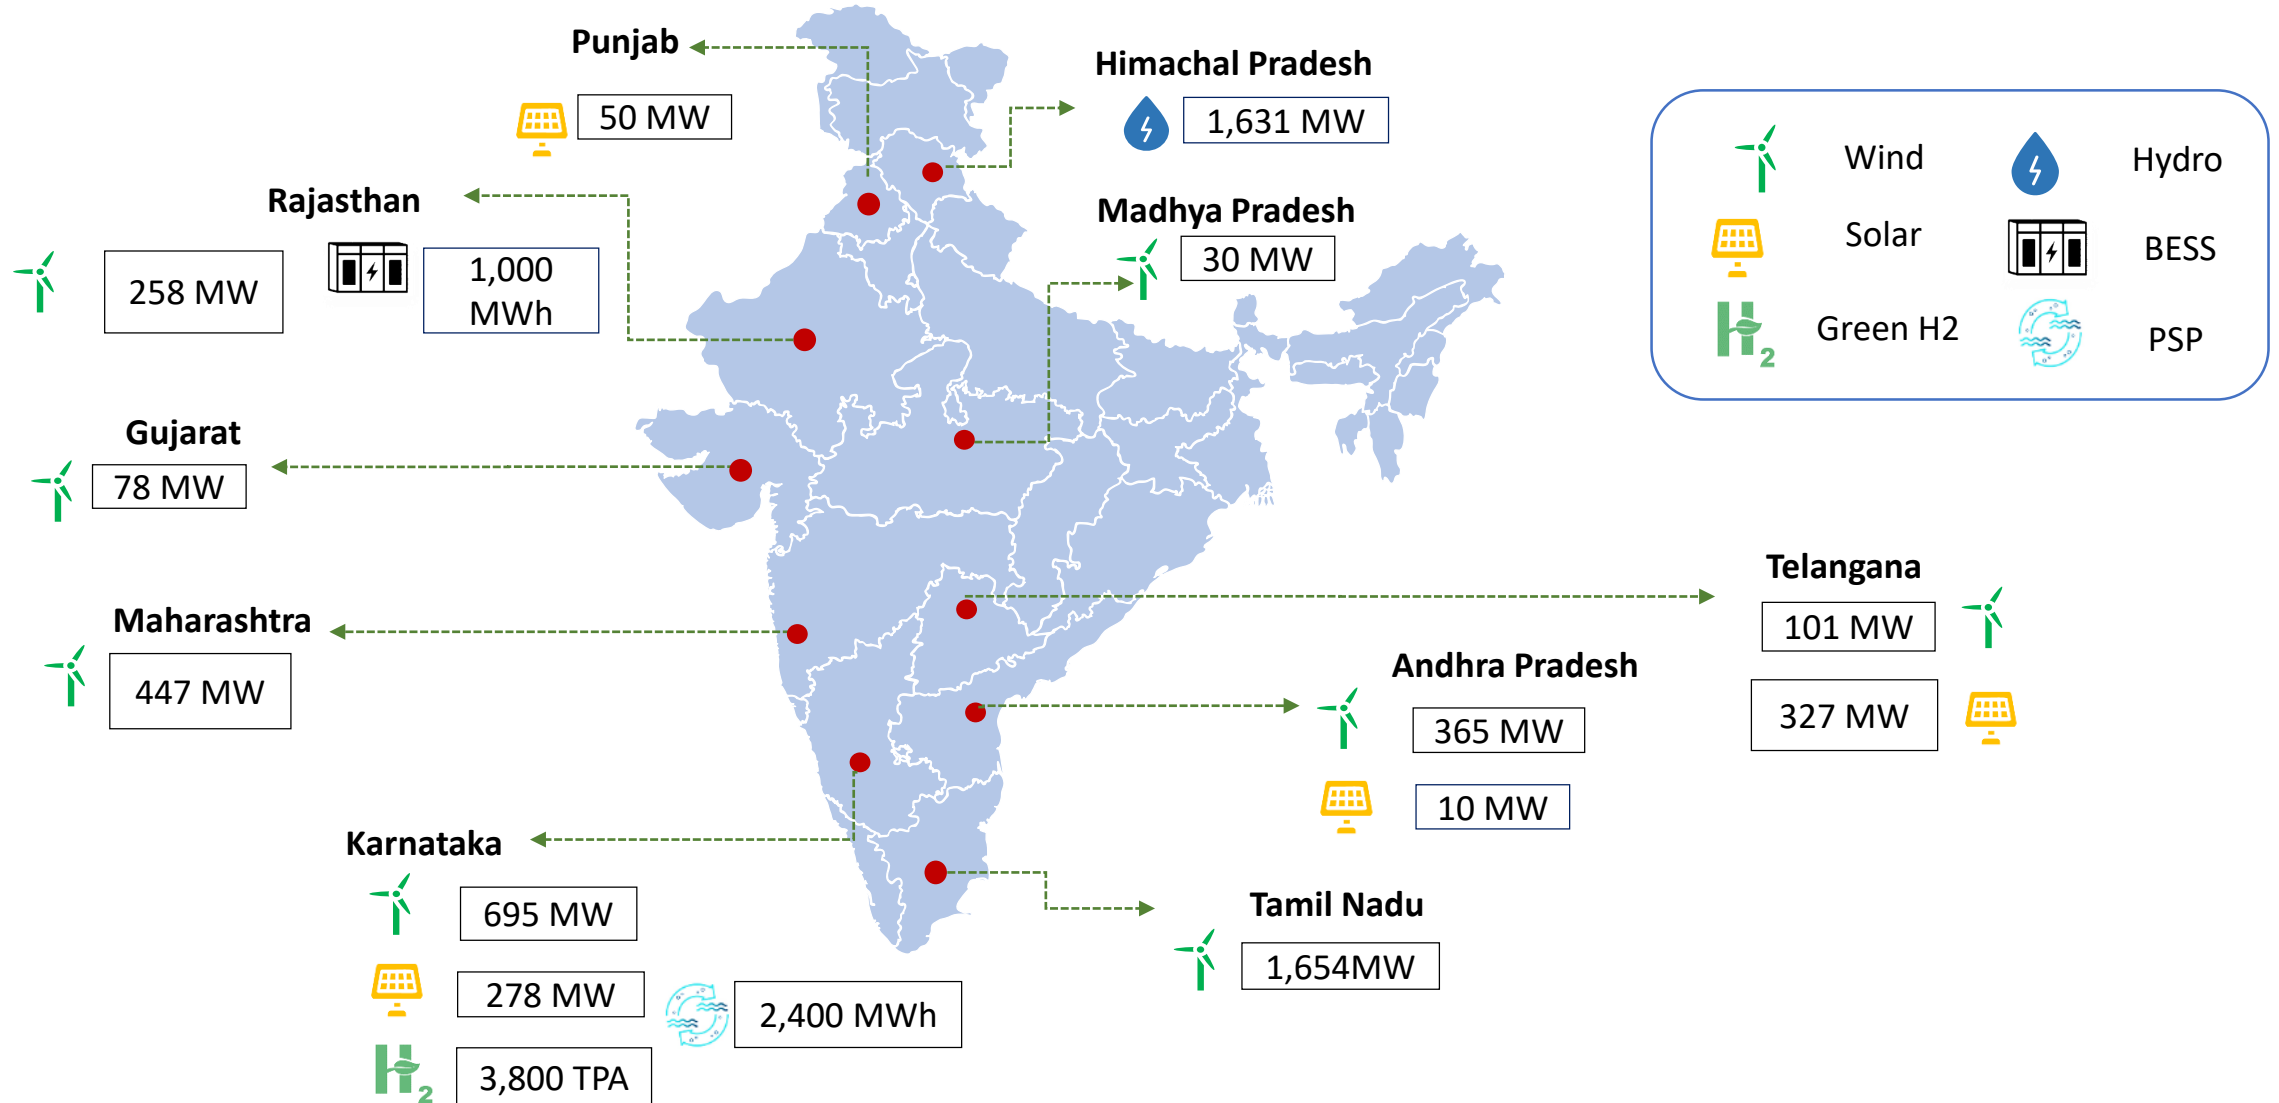 Punjab
50 MW
Himachal Pradesh
1,631 MW
Rajasthan
258 MW
1,000
MWh
Madhya Pradesh
30 MW
Wind
Hydro
Solar
BESS
H2
Green H2
PSP
Gujarat
78 MW
Maharashtra
447 MW
Telangana
101 MW
327 MW
Andhra Pradesh
365 MW
10 MW
Karnataka
695 MW
278 MW
2,400 MWh
H2
3,800 TPA
Tamil Nadu
1,654MW